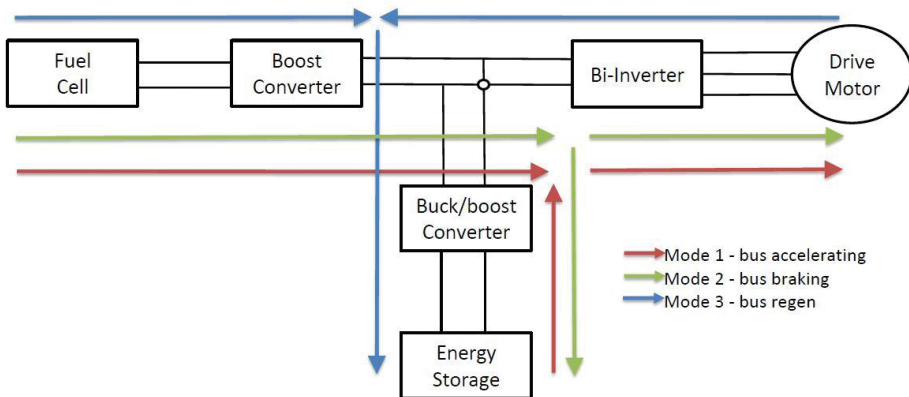 Fuel
Cell
Boost
Converter
Bi-Inverter
Drive
Motor
Buck/boost
Converter
Mode 1 - bus accelerating
Mode 2 - bus braking
Mode 3 - bus regen
Energy
Storage